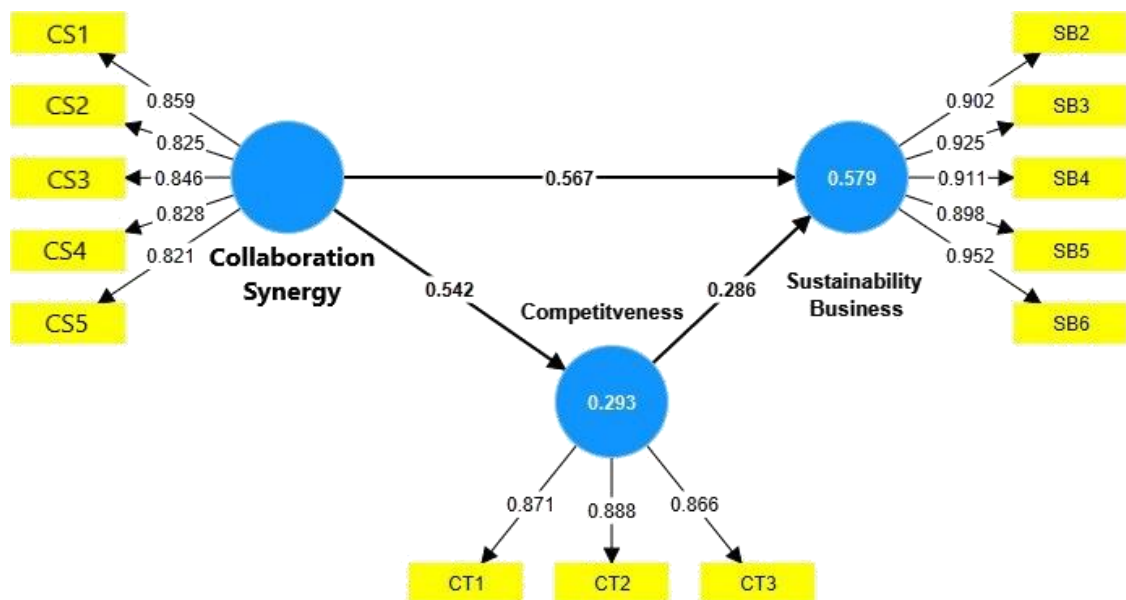 CS1
SB2
0.859
0.902
CS2
SB3
0.825
0.925
CS3
0.846
0.567
0.579
0.911
SB4
0.828
0.898
CS4
SB5
0.821
0.952
Collaboration
Synergy
0.542
0.286
Sustainability
Business
Competitveness
CS5
SB6
0.293
0.871
0.888
0.866
CT1
CT2
CT3